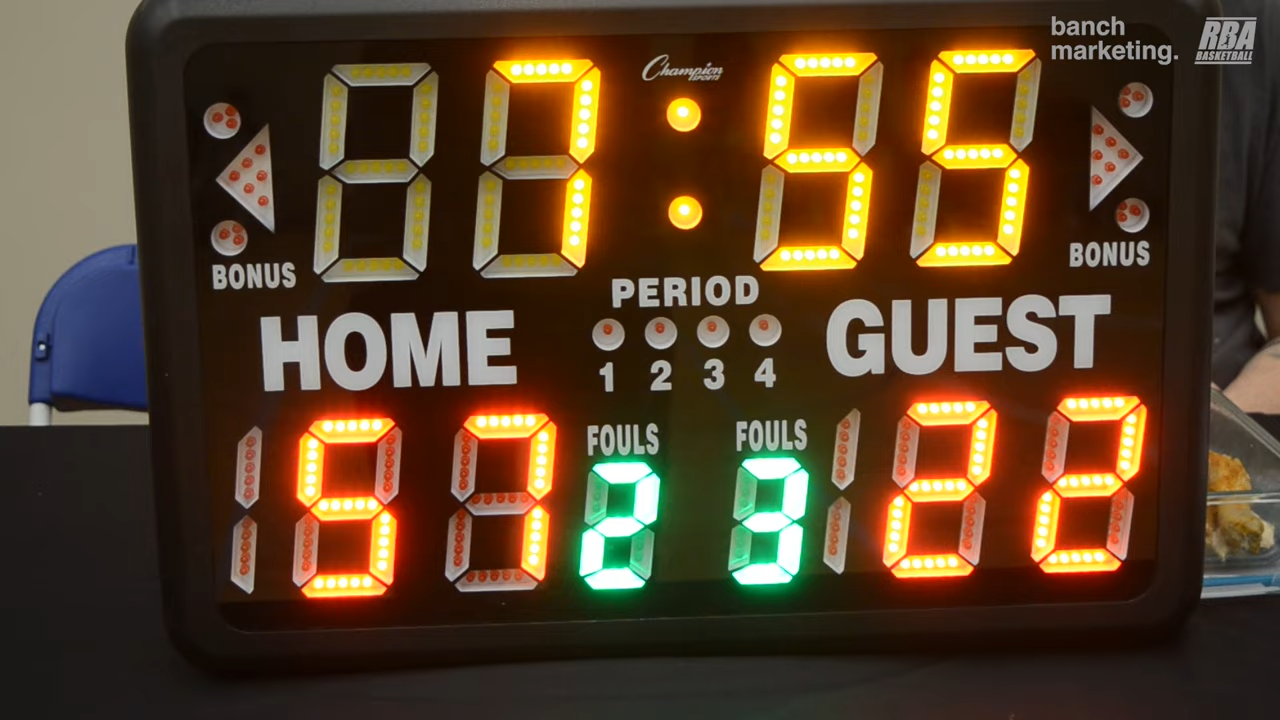 banch
marketing.
RBA
BASKETBALL
Champion
SPORTS
7:55
BONUS
BONUS
PERIOD
1 2 3 4
HOME
GUEST
FOULS
FOULS
57
2
3
22